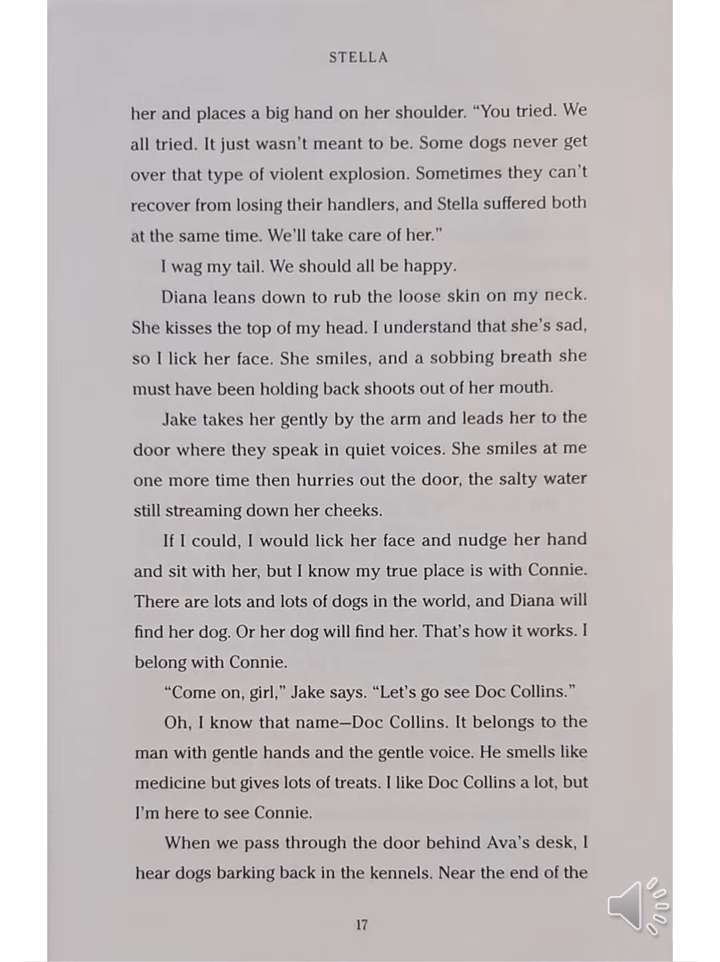 STELLA
her and places a big hand on her shoulder. “You tried. We
all tried. It just wasn’t meant to be. Some dogs never get
over that type of violent explosion. Sometimes they can’t
recover from losing their handlers, and Stella suffered both
at the same time. We’ll take care of her.”
I wag my tail. We should all be happy.
Diana leans down to rub the loose skin on my neck.
She kisses the top of my head. I understand that she’s sad,
so I lick her face. She smiles, and a sobbing breath she
must have been holding back shoots out of her mouth.
Jake takes her gently by the arm and leads her to the
door where they speak in quiet voices. She smiles at me
one more time then hurries out the door, the salty water
still streaming down her cheeks.
If I could, I would lick her face and nudge her hand
and sit with her, but I know my true place is with Connie.
There are lots and lots of dogs in the world, and Diana will
find her dog. Or her dog will find her. That’s how it works. I
belong with Connie.
“Come on, girl,” Jake says. “Let’s go see Doc Collins.”
Oh, I know that name—Doc Collins. It belongs to the
man with gentle hands and the gentle voice. He smells like
medicine but gives lots of treats. I like Doc Collins a lot, but
I’m here to see Connie.
When we pass through the door behind Ava’s desk, I
hear dogs barking back in the kennels. Near the end of the
17